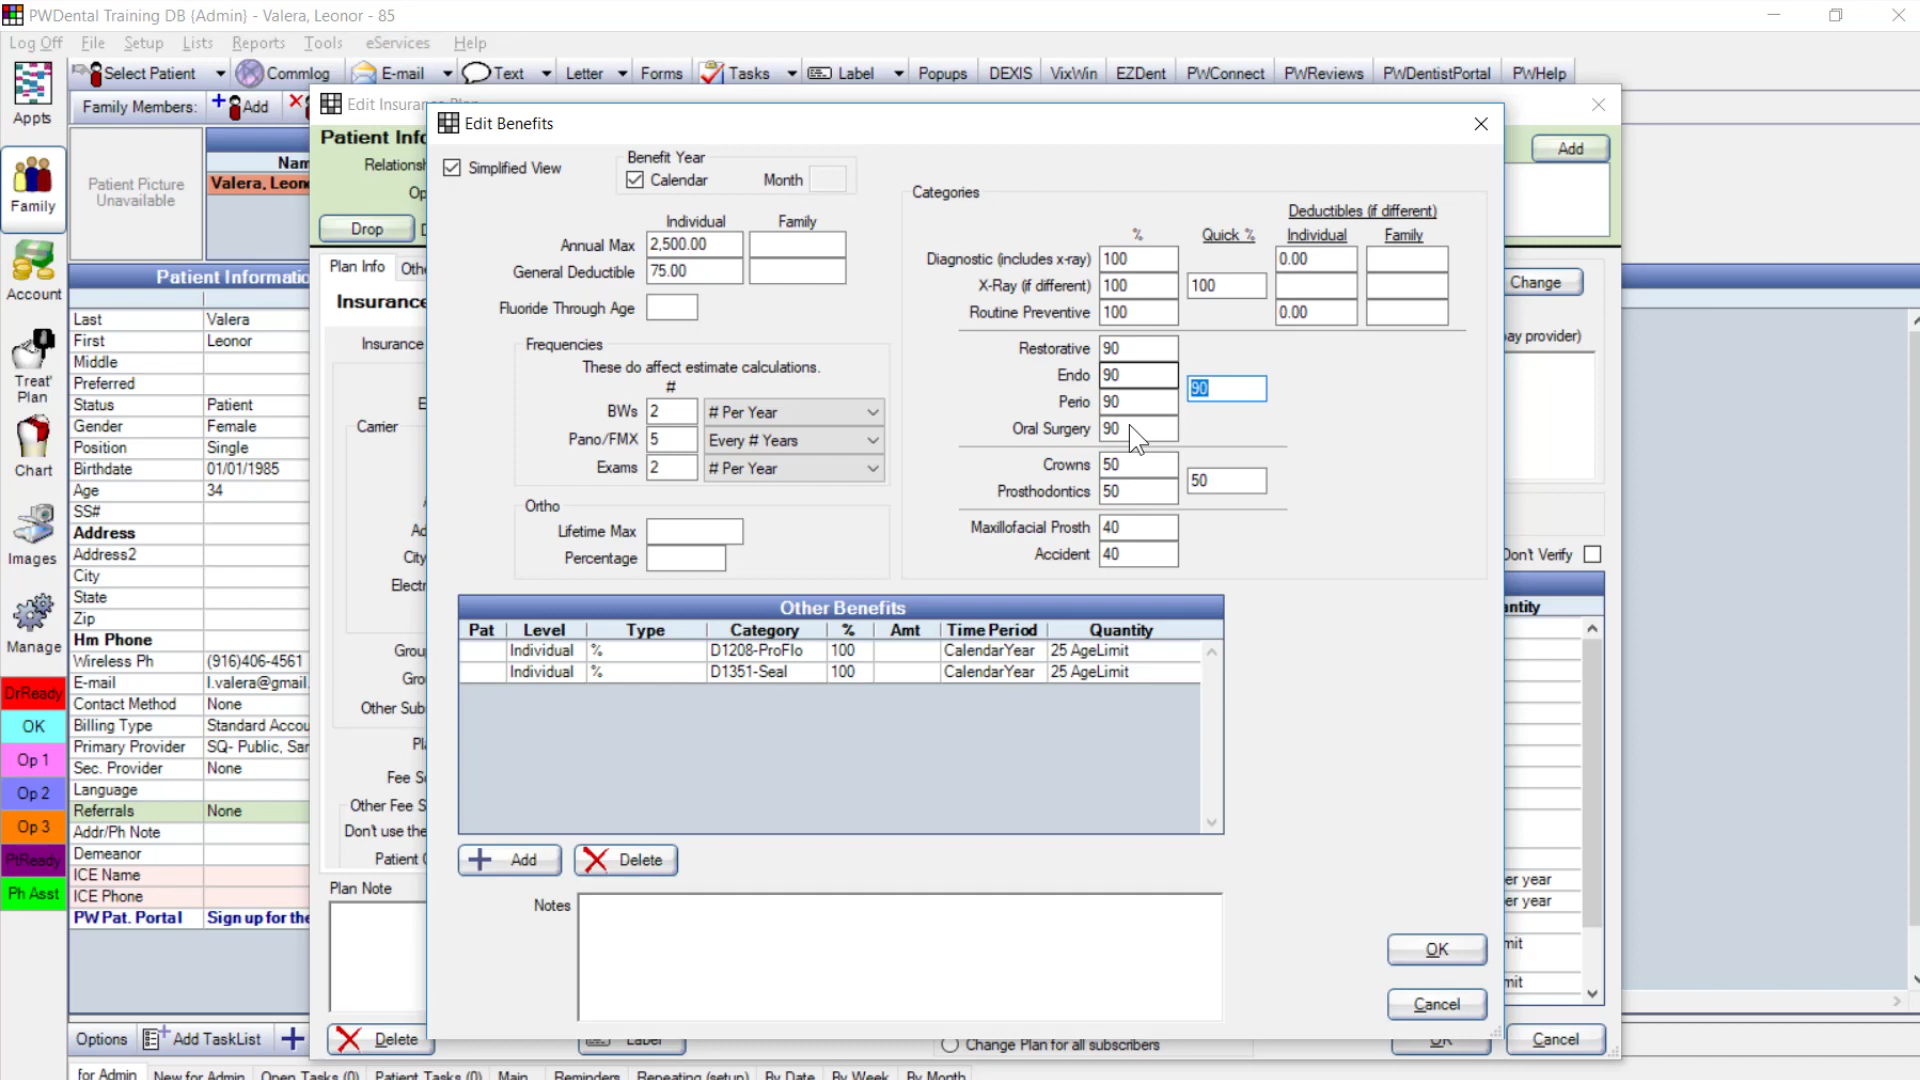 PWDental Training DB {Admin} - Valera, Leonor - 85
Log Off File Setup Lists Reports Tools eServices Help
Select Patient Commlog E-mail Text Letter Forms Tasks Label Popups DEXIS VixWin EZDent PWConnect PWReviews PWDentistPortal PWHelp
Appts
Family
Account
Treat'
Plan
Chart
Images
Manage
DrReady
OK
Op 1
Op 2
Op 3
PtReady
Ph Asst
Family Members: Add
Patient Picture
Unavailable
Nam
Valera, Leono
Patient Informatio
Last Valera
First Leonor
Middle
Preferred
Status Patient
Gender Female
Position Single
Birthdate 01/01/1985
Age 34
SS#
Address
Address2
City
State
Zip
Hm Phone
Wireless Ph (916)406-4561
E-mail l.valera@gmail.
Contact Method None
Billing Type Standard Accou
Primary Provider SQ- Public, Sar
Sec. Provider None
Language
Referrals None
Addr/Ph Note
Demeanor
ICE Name
ICE Phone
PW Pat. Portal Sign up for the
Options Add TaskList
for Admin New for Admin Open Tasks (0) Patient Tasks (0) Main Reminders Repeating (setup) By Date By Week By Month
Edit Insurance Plan
Patient Info
Relationsh
Op
Drop
Plan Info Othe
Insurance
Insurance
E
Carrier
Ad
City
Electr
Grou
Gro
Other Sub
Pl
Fee S
Other Fee S
Don't use the
Patient C
Plan Note
Delete Label Change Plan for all subscribers OK Cancel
Add
Change
ay provider)
Don't Verify
antity
er year
er year
mit
mit
Edit Benefits
Simplified View
Benefit Year
Calendar Month
Individual Family
Annual Max 2,500.00
General Deductible 75.00
Fluoride Through Age
Frequencies
These do affect estimate calculations.
#
BWs 2 # Per Year
Pano/FMX 5 Every # Years
Exams 2 # Per Year
Ortho
Lifetime Max
Percentage
Categories
Deductibles (if different)
% Quick % Individual Family
Diagnostic (includes x-ray) 100 0.00
X-Ray (if different) 100 100
Routine Preventive 100 0.00
Restorative 90
Endo 90 90
Perio 90
Oral Surgery 90
Crowns 50 50
Prosthodontics 50
Maxillofacial Prosth 40
Accident 40
Other Benefits
Pat Level Type Category % Amt Time Period Quantity
Individual % D1208-ProFlo 100 CalendarYear 25 AgeLimit
Individual % D1351-Seal 100 CalendarYear 25 AgeLimit
Add Delete
Notes
OK
Cancel